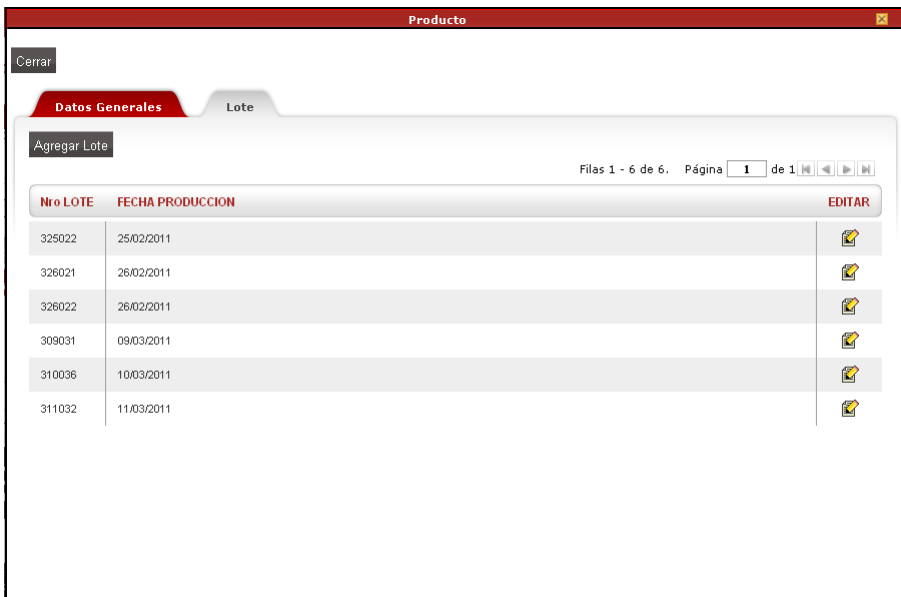 Producto
Cerrar
Datos Generales Lote
Agregar Lote
Filas 1 - 6 de 6. Página 1 de 1
Nro LOTE FECHA PRODUCCION EDITAR
325022 25/02/2011
326021 26/02/2011
326022 26/02/2011
309031 09/03/2011
310036 10/03/2011
311032 11/03/2011